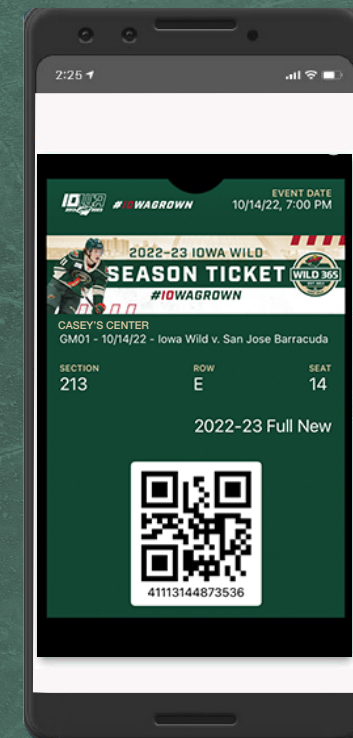 2:25
IOWA #IOWAGROWN
EVENT DATE
10/14/22, 7:00 PM
2022-23 IOWA WILD
SEASON TICKET
WILD 365
#IOWAGROWN
CASEY'S CENTER
GM01 - 10/14/22 - Iowa Wild v. San Jose Barracuda
SECTION ROW SEAT
213 E 14
2022-23 Full New
41113144873536